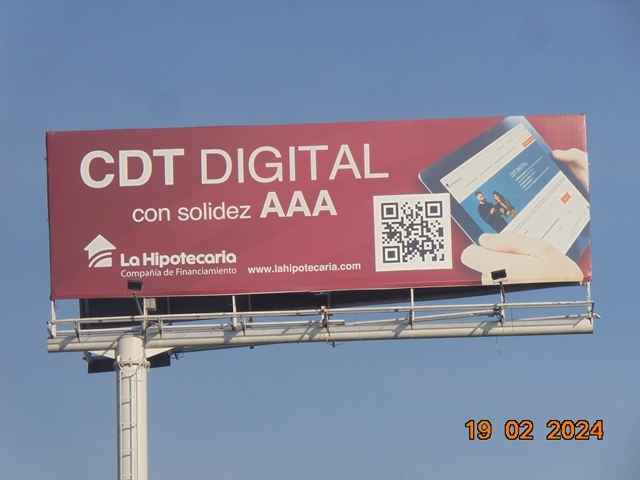 CDT DIGITAL
con solidez AAA
La Hipotecaria
Compañía de Financiamiento
www.lahipotecaria.com
19 02 2024